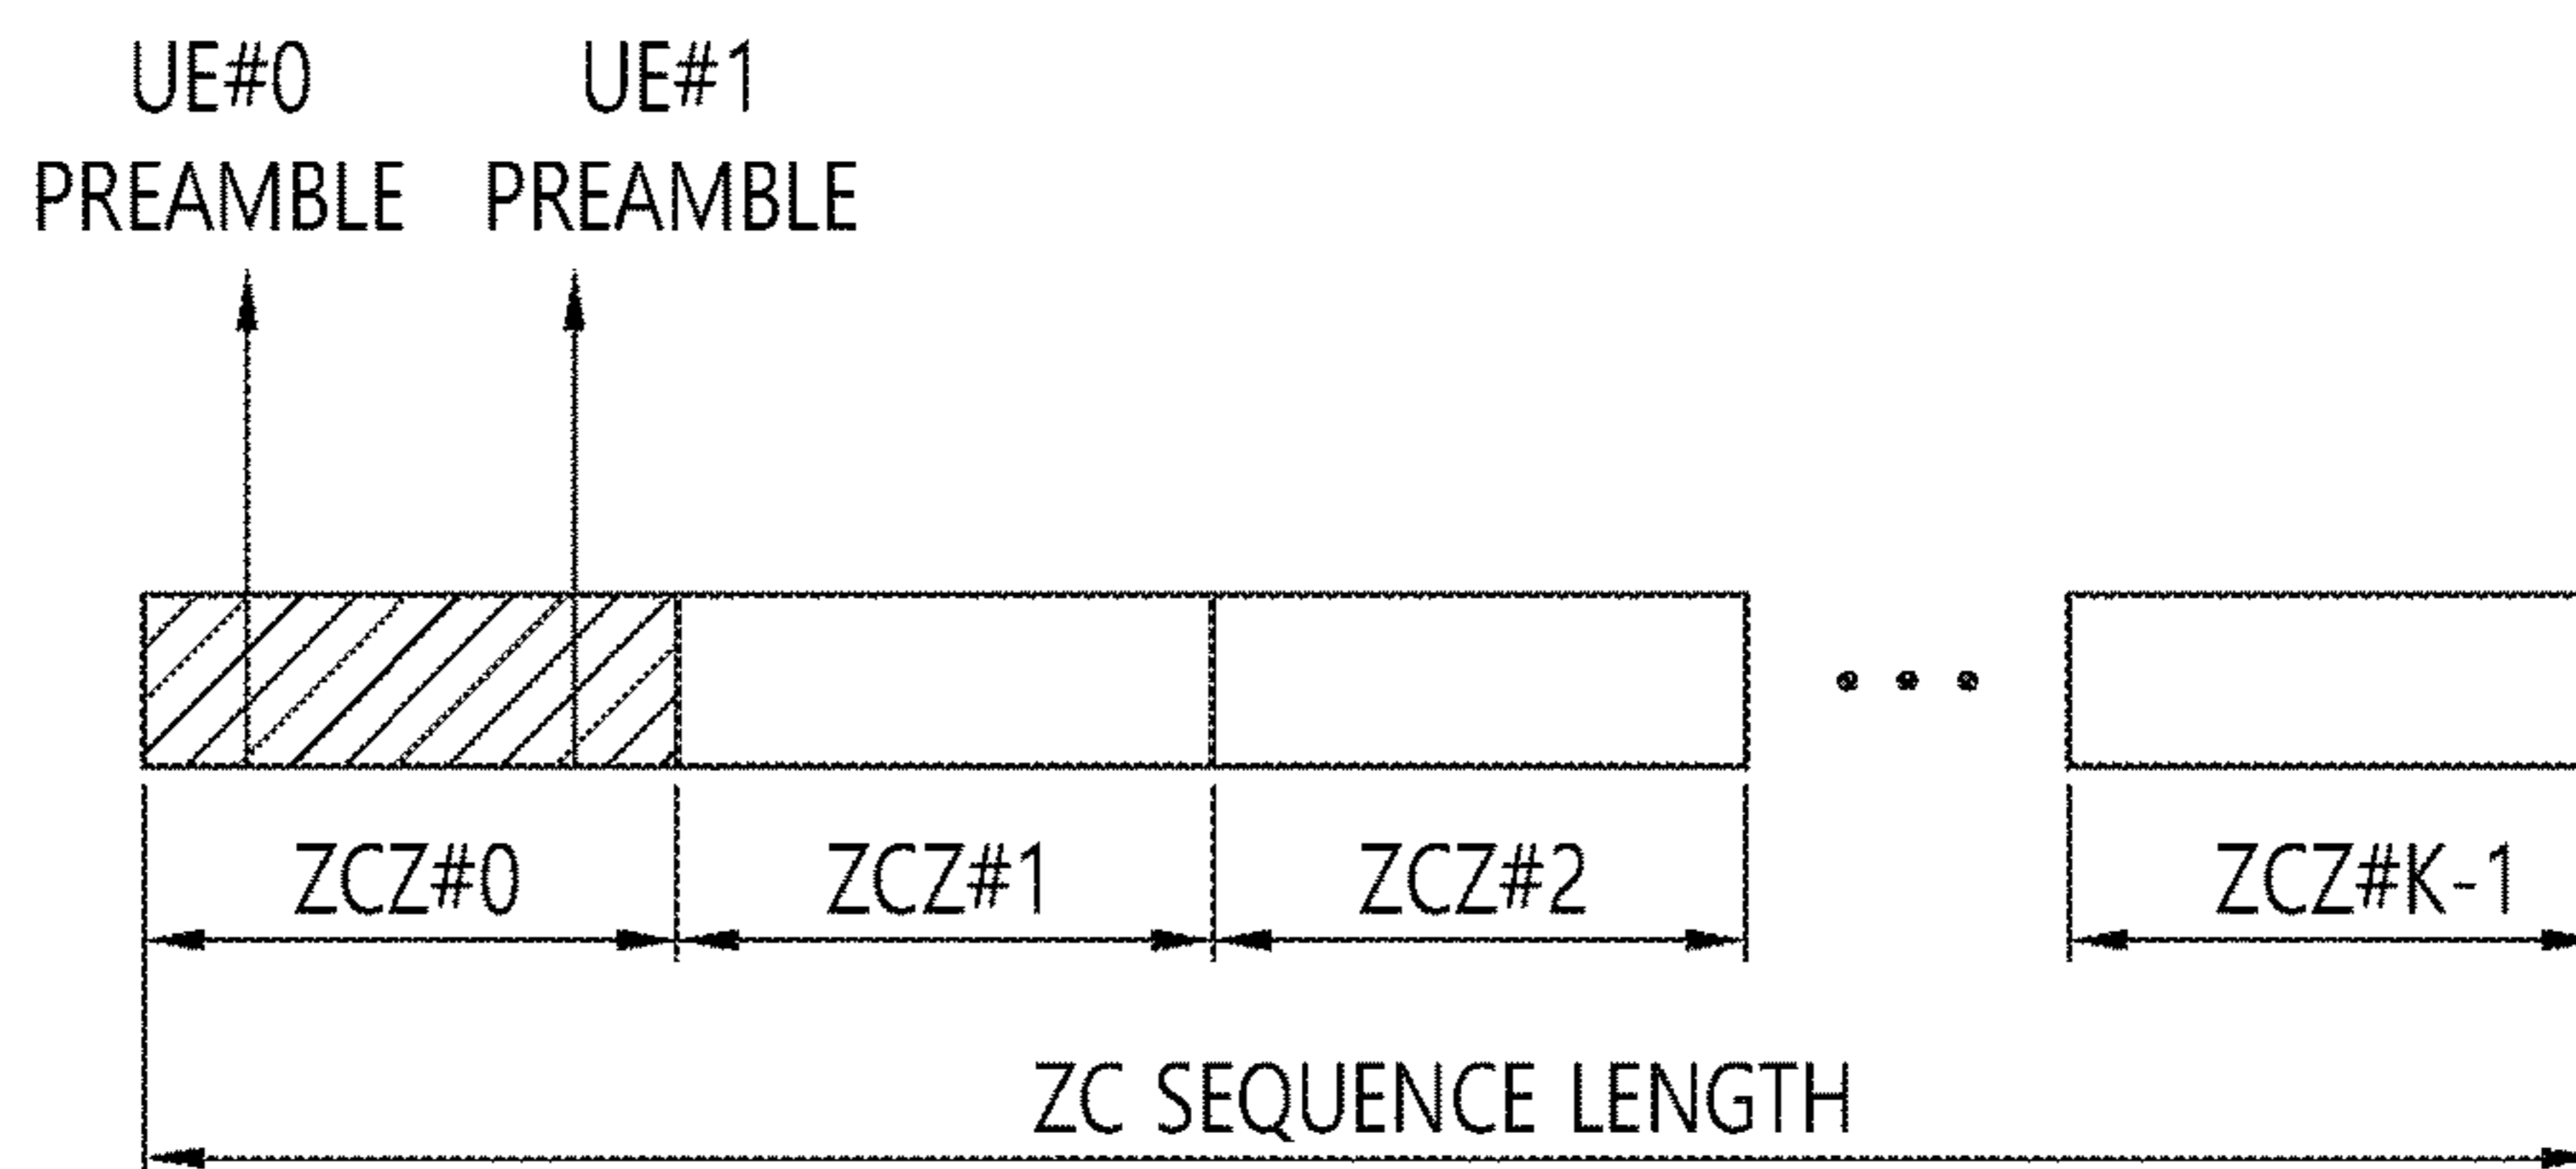 UE#0
PREAMBLE
UE#1
PREAMBLE
ZCZ#0
ZCZ#1
ZCZ#2
ZCZ#K-1
ZC SEQUENCE LENGTH